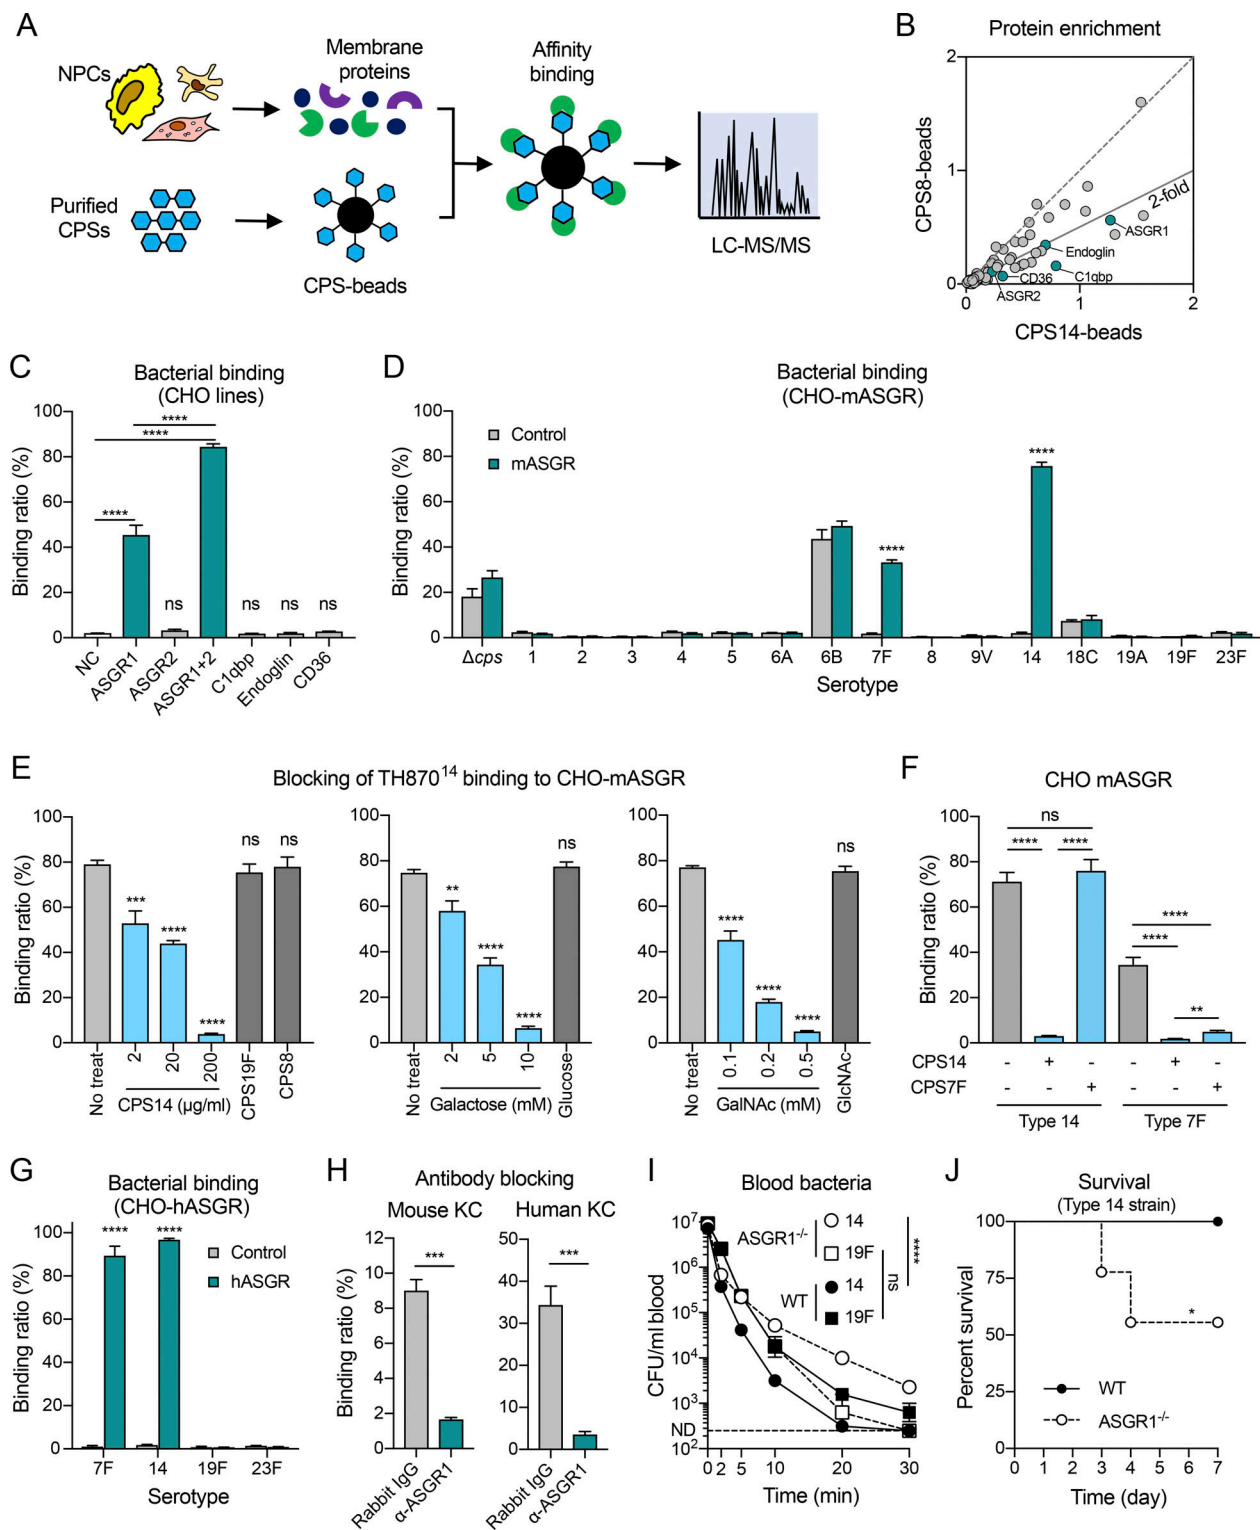 A
NPCs
Membrane
proteins
Affinity
binding
Purified
CPSs
CPS-beads
LC-MS/MS
B
Protein enrichment
CPS8-beads
2
1
0
0
1
2
2-fold
ASGR1
Endoglin
C1qbp
CD36
ASGR2
CPS14-beads
C
Bacterial binding
(CHO lines)
Binding ratio (%)
100
80
60
40
20
0
****
****
****
ns
ns
ns
ns
NC
ASGR1
ASGR2
ASGR1+2
C1qbp
Endoglin
CD36
D
Bacterial binding
(CHO-mASGR)
Binding ratio (%)
100
80
60
40
20
0
Control
mASGR
****
****
Δcps
1
2
3
4
5
6A
6B
7F
8
9V
14
18C
19A
19F
23F
Serotype
E
Blocking of TH870¹⁴ binding to CHO-mASGR
Binding ratio (%)
100
80
60
40
20
0
***
****
****
ns
ns
No treat
2
20
200
CPS19F
CPS8
CPS14 (µg/ml)
100
80
60
40
20
0
**
****
****
ns
No treat
2
5
10
Glucose
Galactose (mM)
100
80
60
40
20
0
****
****
****
ns
No treat
0.1
0.2
0.5
GlcNAc
GalNAc (mM)
F
CHO mASGR
Binding ratio (%)
100
80
60
40
20
0
ns
****
****
****
****
**
CPS14 - + - - + -
CPS7F - - + - - +
Type 14
Type 7F
G
Bacterial binding
(CHO-hASGR)
Binding ratio (%)
100
80
60
40
20
0
****
****
Control
hASGR
7F
14
19F
23F
Serotype
H
Antibody blocking
Mouse KC
Human KC
Binding ratio (%)
12
10
8
6
4
2
0
***
Rabbit IgG
α-ASGR1
50
40
30
20
10
0
***
Rabbit IgG
α-ASGR1
I
Blood bacteria
CFU/ml blood
10⁷
10⁶
10⁵
10⁴
10³
ND
10²
ASGR1⁻/⁻
14
19F
WT
14
19F
ns
****
0
2
5
10
20
30
Time (min)
J
Survival
(Type 14 strain)
Percent survival
100
75
50
25
0
*
WT
ASGR1⁻/⁻
0
1
2
3
4
5
6
7
Time (day)